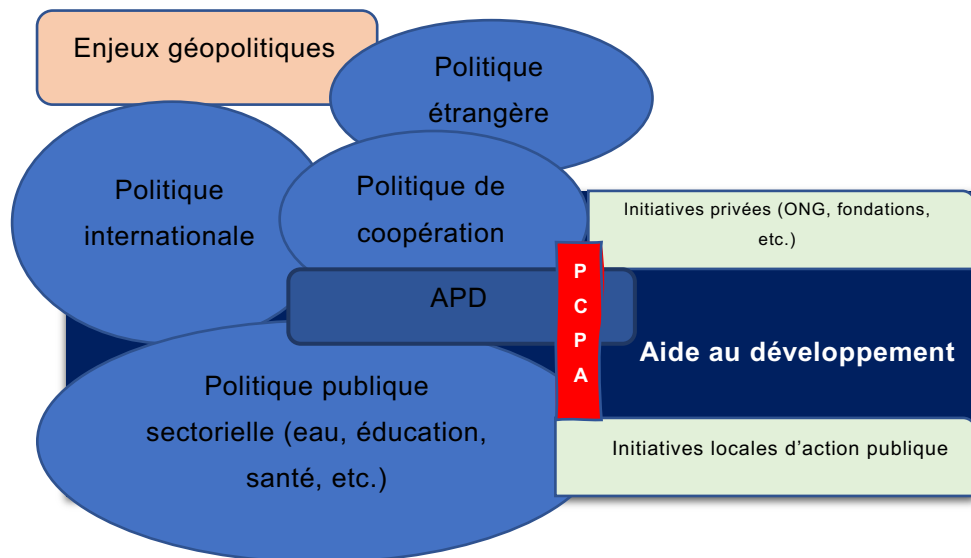 Enjeux géopolitiques
Politique
étrangère
Politique
internationale
Politique de
coopération
Initiatives privées (ONG, fondations,
etc.)
APD
P
C
P
A
Aide au développement
Politique publique
sectorielle (eau, éducation,
santé, etc.)
Initiatives locales d’action publique